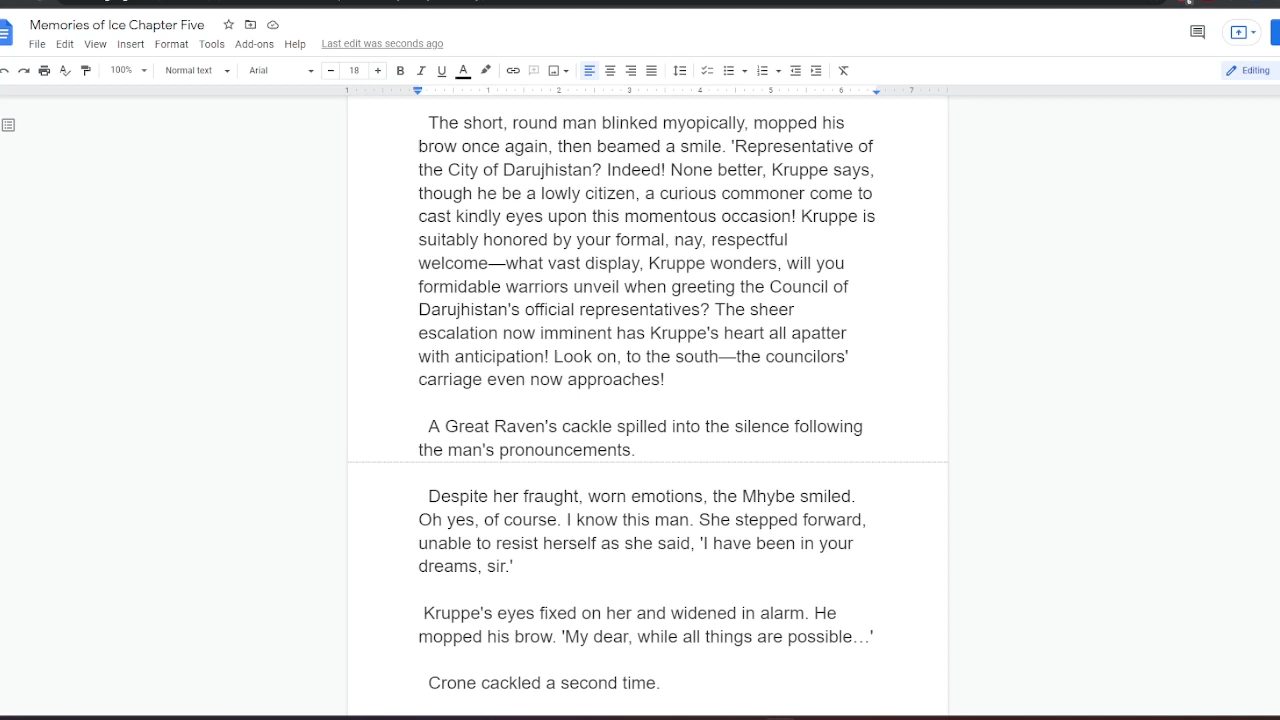 Memories of Ice Chapter Five
File Edit View Insert Format Tools Add-ons Help Last edit was seconds ago
100% Normal text Arial 18 B I U A Editing
1 1 2 3 4 5 6 7
The short, round man blinked myopically, mopped his
brow once again, then beamed a smile. 'Representative of
the City of Darujhistan? Indeed! None better, Kruppe says,
though he be a lowly citizen, a curious commoner come to
cast kindly eyes upon this momentous occasion! Kruppe is
suitably honored by your formal, nay, respectful
welcome—what vast display, Kruppe wonders, will you
formidable warriors unveil when greeting the Council of
Darujhistan's official representatives? The sheer
escalation now imminent has Kruppe's heart all apatter
with anticipation! Look on, to the south—the councilors'
carriage even now approaches!
A Great Raven's cackle spilled into the silence following
the man's pronouncements.
Despite her fraught, worn emotions, the Mhybe smiled.
Oh yes, of course. I know this man. She stepped forward,
unable to resist herself as she said, 'I have been in your
dreams, sir.'
Kruppe's eyes fixed on her and widened in alarm. He
mopped his brow. 'My dear, while all things are possible…'
Crone cackled a second time.